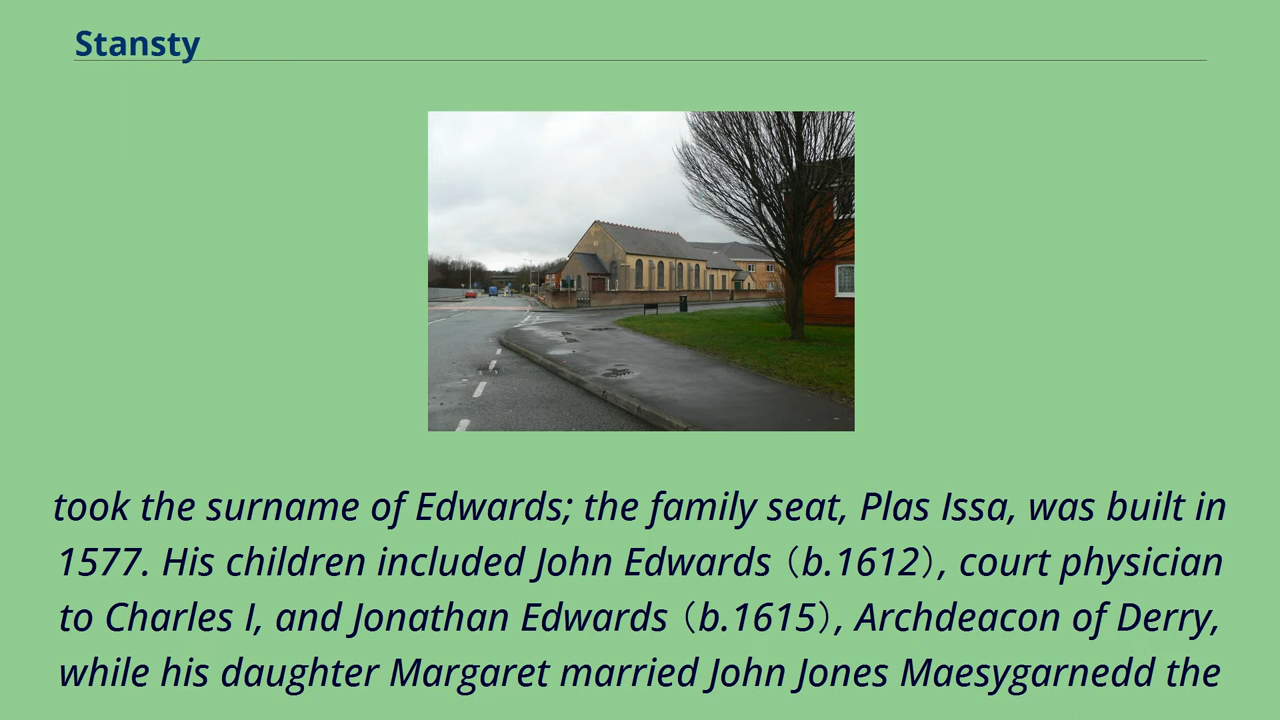 Stansty
took the surname of Edwards; the family seat, Plas Issa, was built in
1577. His children included John Edwards（b.1612）, court physician
to Charles I, and Jonathan Edwards（b.1615）, Archdeacon of Derry,
while his daughter Margaret married John Jones Maesygarnedd the